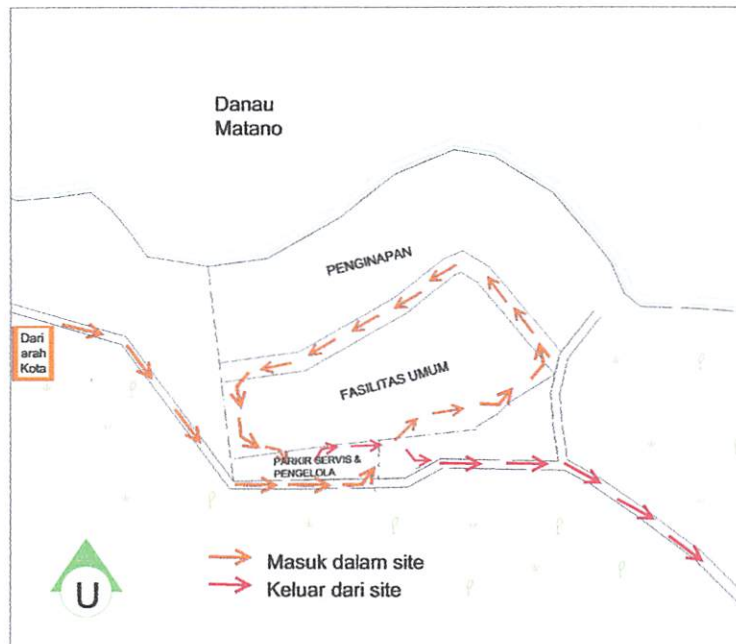 Danau
Matano
PENGINAPAN
Dari
arah
Kota
FASILITAS UMUM
PARKIR SERVIS &
PENGELOLA
U
Masuk dalam site
Keluar dari site